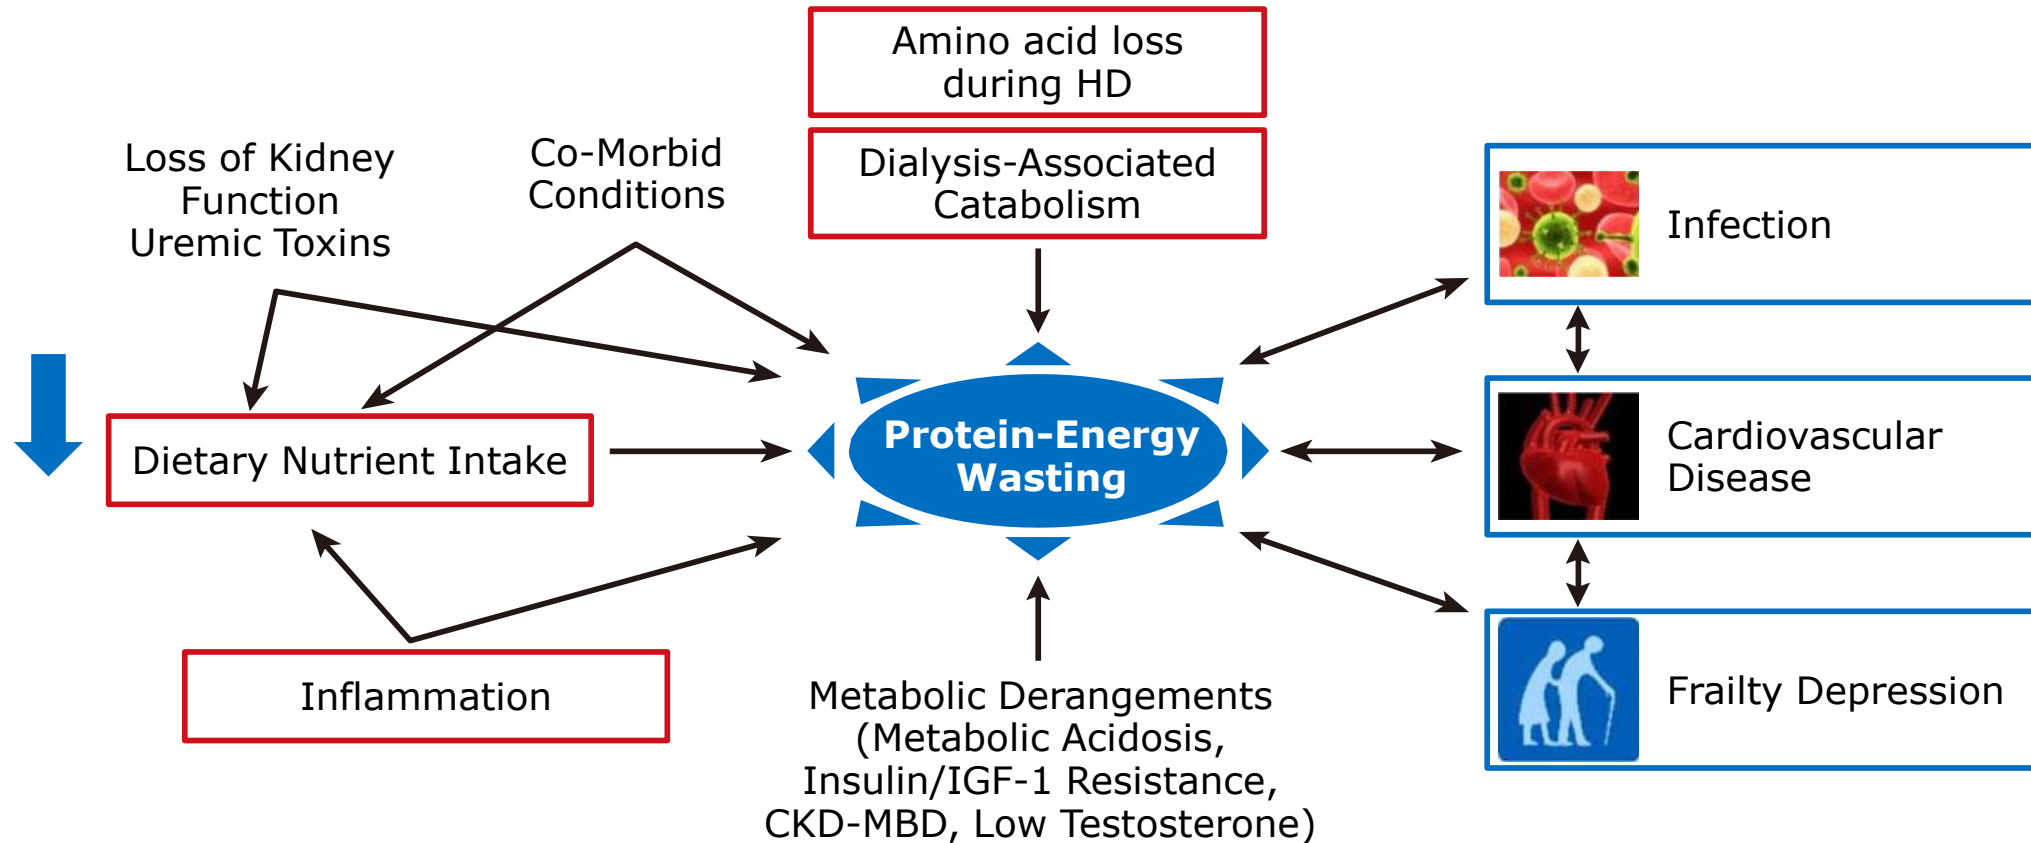 Amino acid loss
during HD
Loss of Kidney
Function
Uremic Toxins
Co-Morbid
Conditions
Dialysis-Associated
Catabolism
Infection
Dietary Nutrient Intake
Protein-Energy
Wasting
Cardiovascular
Disease
Inflammation
Metabolic Derangements
(Metabolic Acidosis,
Insulin/IGF-1 Resistance,
CKD-MBD, Low Testosterone)
Frailty Depression